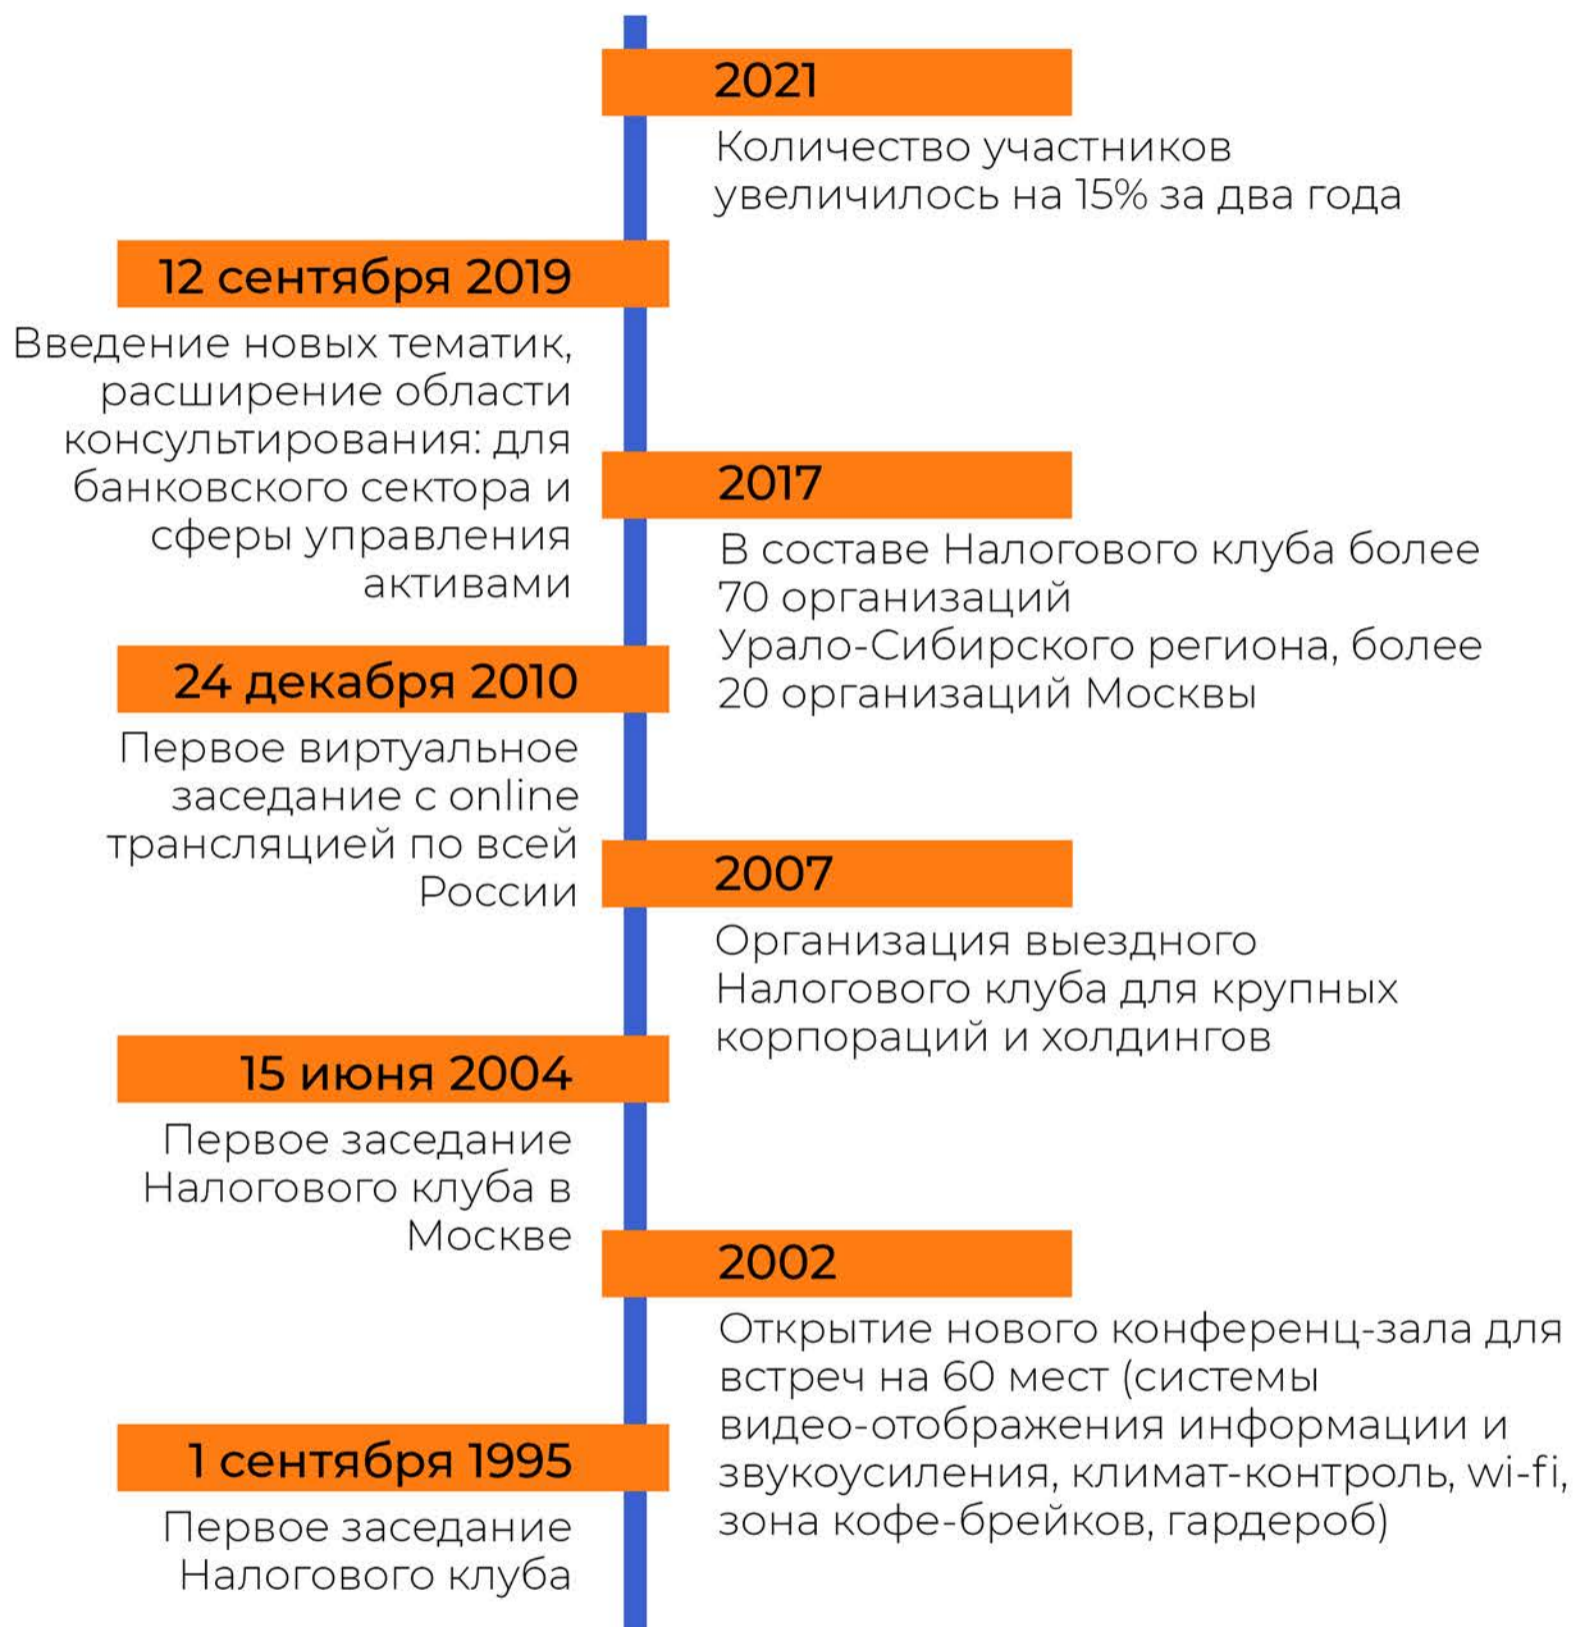 2021
Количество участников
увеличилось на 15% за два года
12 сентября 2019
Введение новых тематик,
расширение области
консультирования: для
банковского сектора и
сферы управления
активами
2017
В составе Налогового клуба более
70 организаций
Урало-Сибирского региона, более
20 организаций Москвы
24 декабря 2010
Первое виртуальное
заседание с online
трансляцией по всей
России
2007
Организация выездного
Налогового клуба для крупных
корпораций и холдингов
15 июня 2004
Первое заседание
Налогового клуба в
Москве
2002
Открытие нового конференц-зала для
встреч на 60 мест (системы
видео-отображения информации и
звукоусиления, климат-контроль, wi-fi,
зона кофе-брейков, гардероб)
1 сентября 1995
Первое заседание
Налогового клуба